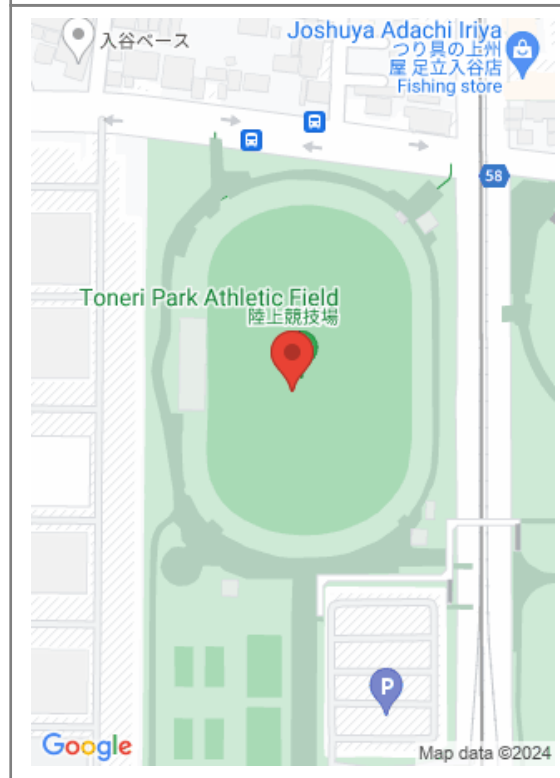 入谷ベース
Joshuya Adachi Iriya
つり具の上州
屋 足立入谷店
Fishing store
58
Toneri Park Athletic Field
陸上競技場
P
Google
Map data ©2024